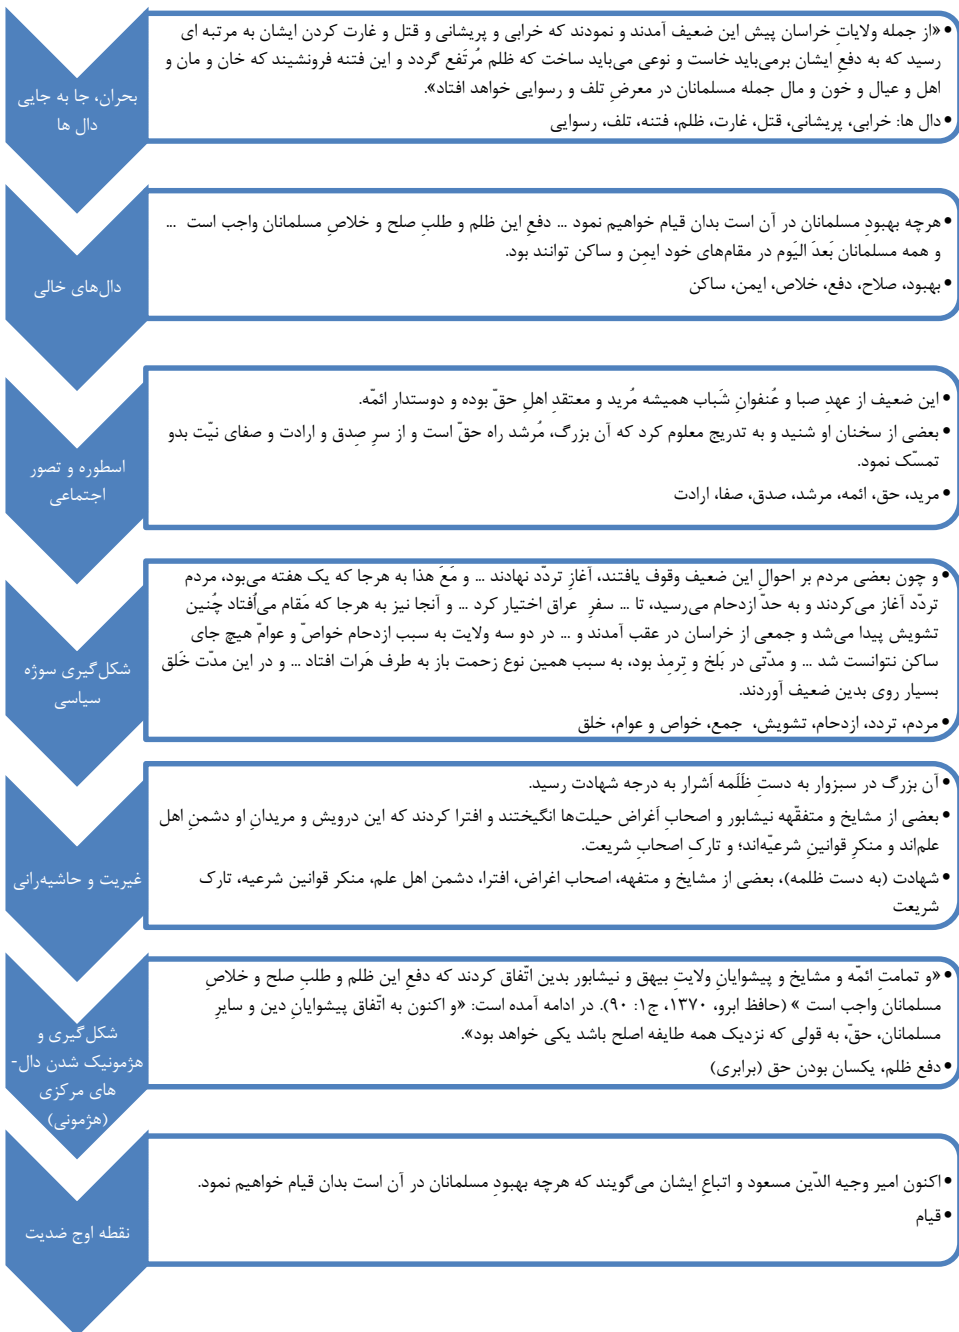 بحران، جا به جایی
دال ها
•«از جمله ولایاتِ خراسان پیش این ضعیف آمدند و نمودند که خرابی و پریشانی و قتل و غارت کردن ایشان به مرتبه ای
رسید که به دفعِ ایشان برمی‌باید خاست و نوعی می‌باید ساخت که ظلم مُرتَفع گردد و این فتنه فرونشیند که خان و مان و
اهل و عیال و خون و مال جمله مسلمانان در معرضِ تلف و رسوایی خواهد افتاد».
•دال ها: خرابی، پریشانی، قتل، غارت، ظلم، فتنه، تلف، رسوایی
دال‌های خالی
•هرچه بهبودِ مسلمانان در آن است بدان قیام خواهیم نمود ... دفعِ این ظلم و طلبِ صلح و خلاصِ مسلمانان واجب است ...
و همه مسلمانان بَعدَ الیَوم در مقام‌های خود ایمِن و ساکن توانند بود.
•بهبود، صلاح، دفع، خلاص، ایمن، ساکن
اسطوره و تصور
اجتماعی
•این ضعیف از عهدِ صبا و عُنفوانِ شَباب همیشه مُرید و معتقدِ اهلِ حقّ بوده و دوستدار ائمّه.
•بعضی از سخنان او شنید و به تدریج معلوم کرد که آن بزرگ، مُرشد راه حقّ است و از سرِ صِدق و ارادت و صفای نیّت بدو
تمسّک نمود.
•مرید، حق، ائمه، مرشد، صدق، صفا، ارادت
شکل‌گیری سوژه
سیاسی
•و چون بعضی مردم بر احوالِ این ضعیف وقوف یافتند، آغازِ تردّد نهادند ... و مَعَ هذا به هرجا که یک هفته می‌بود، مردم
تردّد آغاز می‌کردند و به حدّ ازدحام می‌رسید، تا ... سفرِ عراق اختیار کرد ... و آنجا نیز به هرجا که مَقام می‌اُفتاد چُنین
تشویش پیدا می‌شد و جمعی از خراسان در عقب آمدند و ... در دو سه ولایت به سبب ازدحام خواصّ و عوامّ هیچ جای
ساکن نتوانست شد ... و مدّتی در بَلخ و تِرمِذ بود، به سبب همین نوع زحمت باز به طرف هَرات افتاد ... و در این مدّت خَلق
بسیار روی بدین ضعیف آوردند.
•مردم، تردد، ازدحام، تشویش، جمع، خواص و عوام، خلق
غیریت و حاشیه‌رانی
•آن بزرگ در سبزوار به دستِ ظَلَمه اَشرار به درجه شهادت رسید.
•بعضی از مشایخ و متفقّهه نیشابور و اصحابِ اَغراض حیلت‌ها انگیختند و افترا کردند که این درویش و مریدانِ او دشمنِ اهل
علم‌اند و منکرِ قوانینِ شرعیّه‌اند؛ و تارکِ اصحابِ شریعت.
•شهادت (به دست ظلمه)، بعضی از مشایخ و متفهه، اصحاب اغراض، افترا، دشمن اهل علم، منکر قوانین شرعیه، تارک
شریعت
شکل‌گیری و
هژمونیک شدن دال-
های مرکزی
(هژمونی)
•«و تمامتِ ائمّه و مشایخ و پیشوایانِ ولایتِ بیهق و نیشابور بدین اتّفاق کردند که دفعِ این ظلم و طلبِ صلح و خلاصِ
مسلمانان واجب است » (حافظ ابرو، ۱۳۷۰، ج۱: ۹۰). در ادامه آمده است: «و اکنون به اتّفاق پیشوایانِ دین و سایرِ
مسلمانان، حقّ، به قولی که نزدیک همه طایفه اصلح باشد یکی خواهد بود».
•دفع ظلم، یکسان بودن حق (برابری)
نقطه اوج ضدیت
•اکنون امیر وجیه الدّین مسعود و اتباعِ ایشان می‌گویند که هرچه بهبودِ مسلمانان در آن است بدان قیام خواهیم نمود.
•قیام